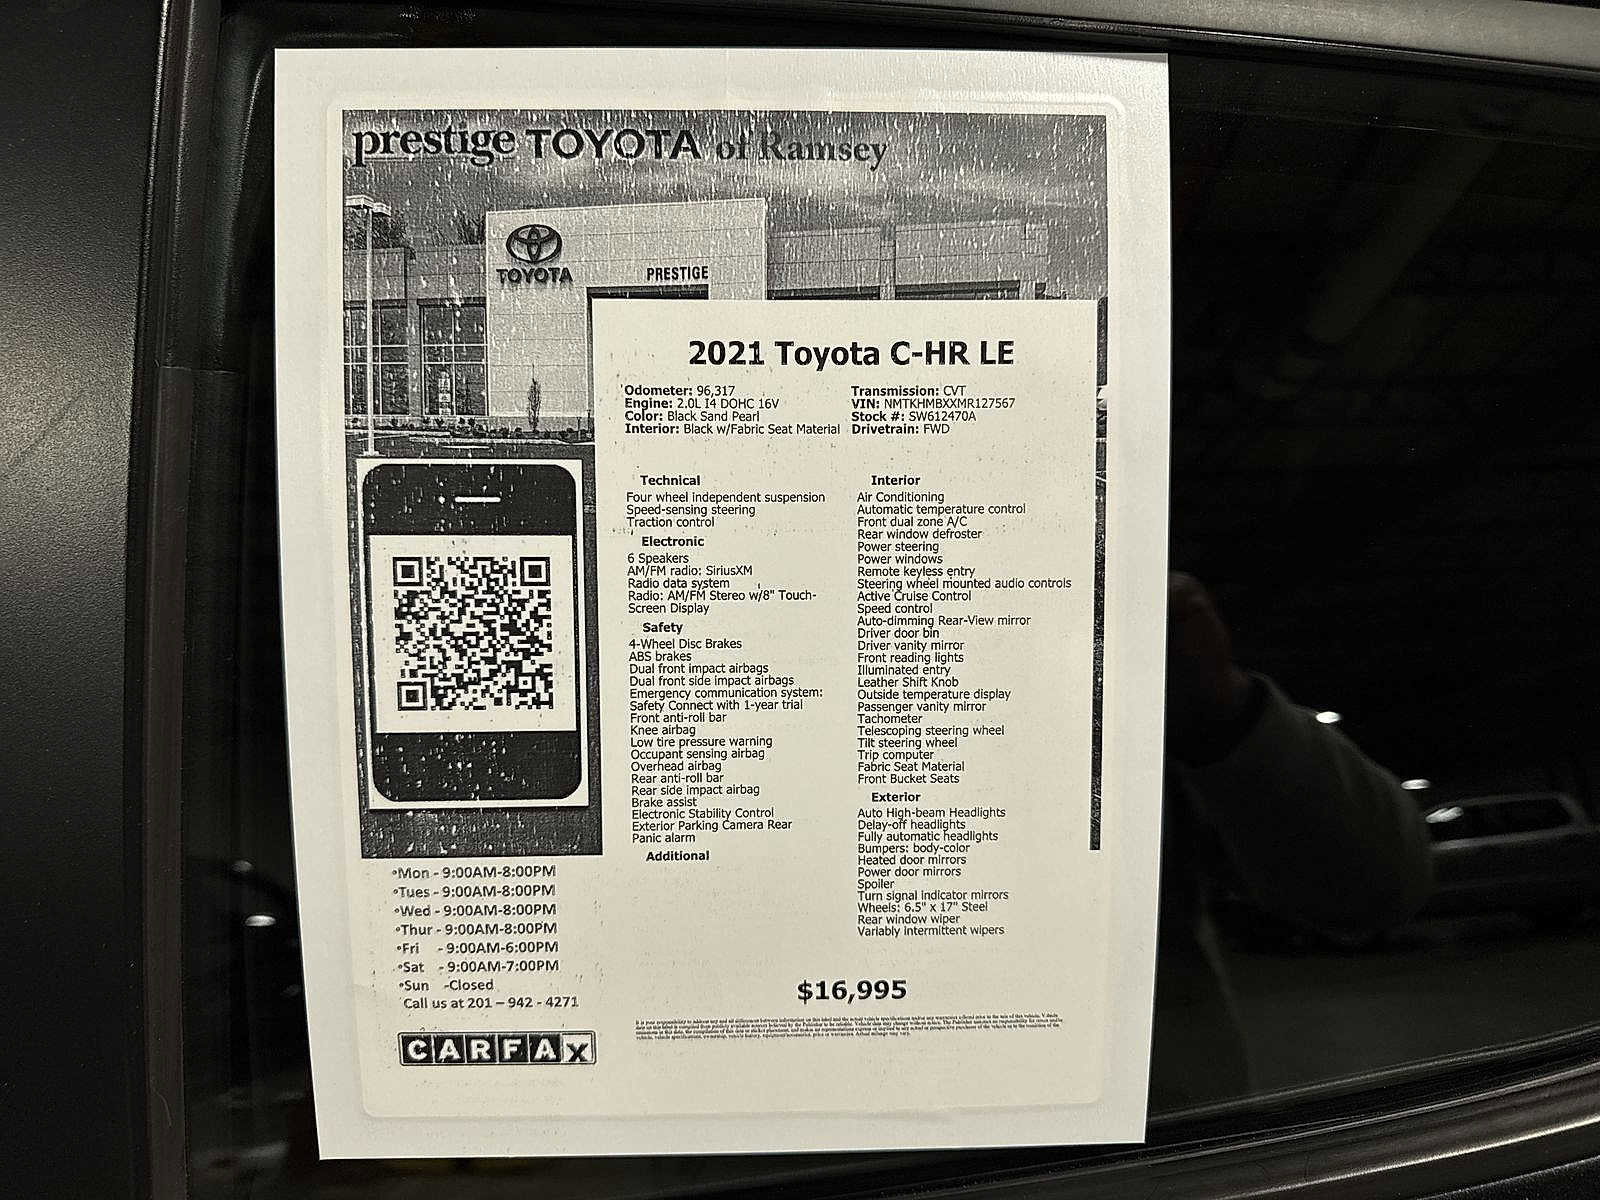 prestige TOYOTA of Ramsey
TOYOTA
PRESTIGE
2021 Toyota C-HR LE
Odometer: 96,317
Engine: 2.0L I4 DOHC 16V
Color: Black Sand Pearl
Interior: Black w/Fabric Seat Material
Transmission: CVT
VIN: NMTKHMBXXMR127567
Stock #: SW612470A
Drivetrain: FWD
Technical
Four wheel independent suspension
Speed-sensing steering
Traction control
Electronic
6 Speakers
AM/FM radio: SiriusXM
Radio data system
Radio: AM/FM Stereo w/8" Touch-
Screen Display
Safety
4-Wheel Disc Brakes
ABS brakes
Dual front impact airbags
Dual front side impact airbags
Emergency communication system:
Safety Connect with 1-year trial
Front anti-roll bar
Knee airbag
Low tire pressure warning
Occupant sensing airbag
Overhead airbag
Rear anti-roll bar
Rear side impact airbag
Brake assist
Electronic Stability Control
Exterior Parking Camera Rear
Panic alarm
Additional
Interior
Air Conditioning
Automatic temperature control
Front dual zone A/C
Rear window defroster
Power steering
Power windows
Remote keyless entry
Steering wheel mounted audio controls
Active Cruise Control
Speed control
Auto-dimming Rear-View mirror
Driver door bin
Driver vanity mirror
Front reading lights
Illuminated entry
Leather Shift Knob
Outside temperature display
Passenger vanity mirror
Tachometer
Telescoping steering wheel
Tilt steering wheel
Trip computer
Fabric Seat Material
Front Bucket Seats
Exterior
Auto High-beam Headlights
Delay-off headlights
Fully automatic headlights
Bumpers: body-color
Heated door mirrors
Power door mirrors
Spoiler
Turn signal indicator mirrors
Wheels: 6.5" x 17" Steel
Rear window wiper
Variably intermittent wipers
$16,995
•Mon - 9:00AM-8:00PM
•Tues - 9:00AM-8:00PM
•Wed - 9:00AM-8:00PM
•Thur - 9:00AM-8:00PM
•Fri - 9:00AM-6:00PM
•Sat - 9:00AM-7:00PM
•Sun -Closed
Call us at 201 – 942 - 4271
CARFAX